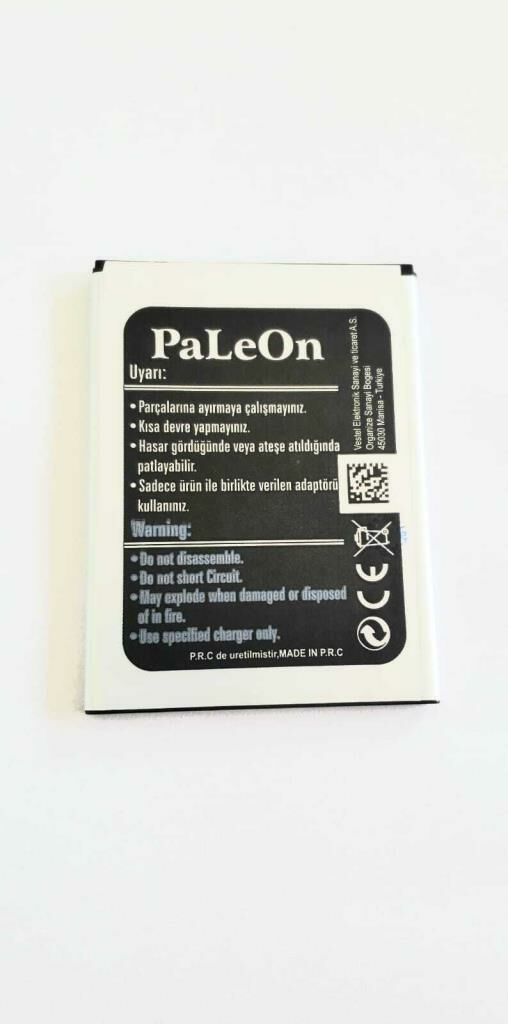 PaLeOn
Uyarı:
• Parçalarına ayırmaya çalışmayınız.
• Kısa devre yapmayınız.
• Hasar gördüğünde veya ateşe atıldığında
patlayabilir.
• Sadece ürün ile birlikte verilen adaptörü
kullanınız.
Warning:
• Do not disassemble.
• Do not short Circuit.
• May explode when damaged or disposed
of in fire.
• Use specified charger only.
P.R.C de uretilmistir,MADE IN P.R.C
Vestel Elektronik Sanayi ve ticaret A.S.
Organize Sanayi Bogesi
45030 Manisa - Turkiye
CE